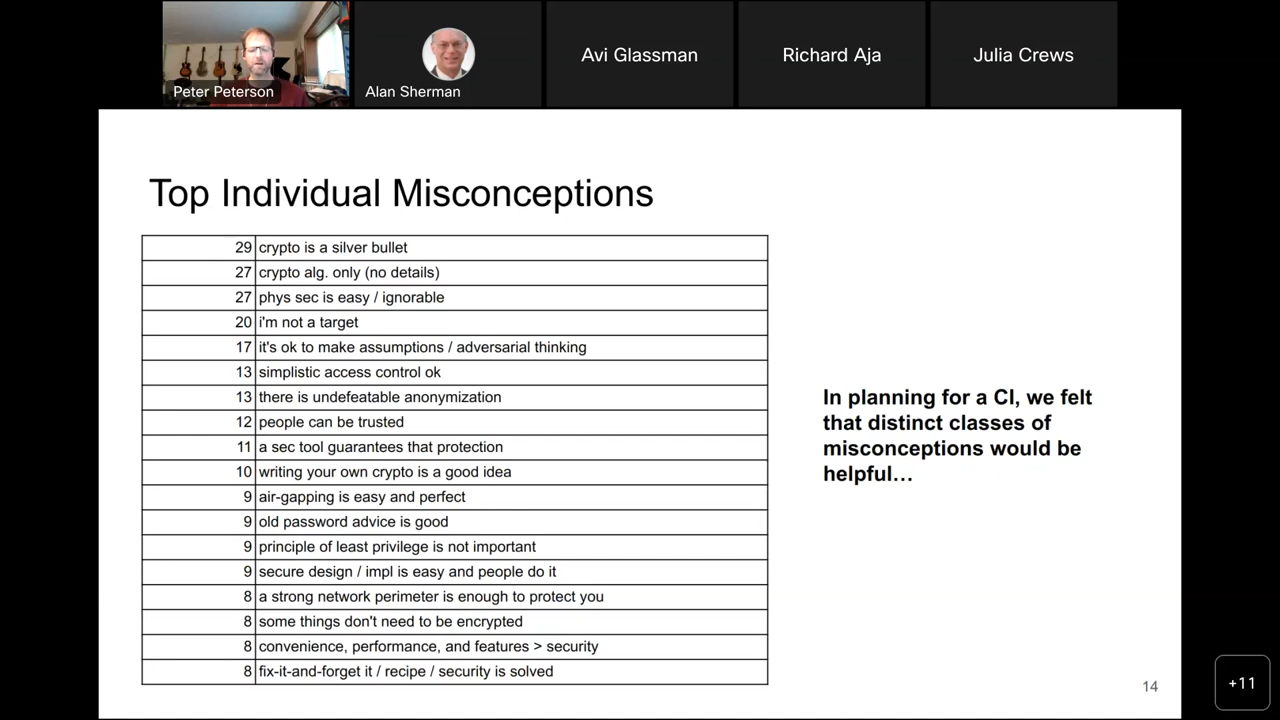 Peter Peterson
Alan Sherman
Avi Glassman
Richard Aja
Julia Crews
Top Individual Misconceptions
29 crypto is a silver bullet
27 crypto alg. only (no details)
27 phys sec is easy / ignorable
20 i'm not a target
17 it's ok to make assumptions / adversarial thinking
13 simplistic access control ok
13 there is undefeatable anonymization
12 people can be trusted
11 a sec tool guarantees that protection
10 writing your own crypto is a good idea
9 air-gapping is easy and perfect
9 old password advice is good
9 principle of least privilege is not important
9 secure design / impl is easy and people do it
8 a strong network perimeter is enough to protect you
8 some things don't need to be encrypted
8 convenience, performance, and features > security
8 fix-it-and-forget it / recipe / security is solved
In planning for a CI, we felt
that distinct classes of
misconceptions would be
helpful…
14
+11